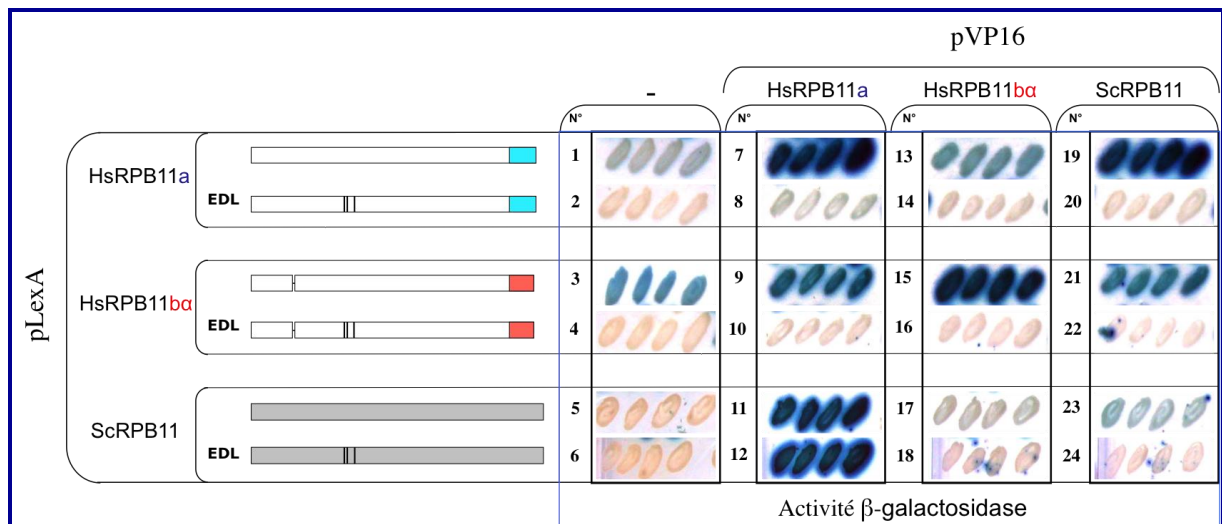 pVP16
- HsRPB11a HsRPB11bα ScRPB11
N° N° N° N°
pLexA
HsRPB11a
1 7 13 19
EDL 2 8 14 20
HsRPB11bα
3 9 15 21
EDL 4 10 16 22
ScRPB11
5 11 17 23
EDL 6 12 18 24
Activité β-galactosidase